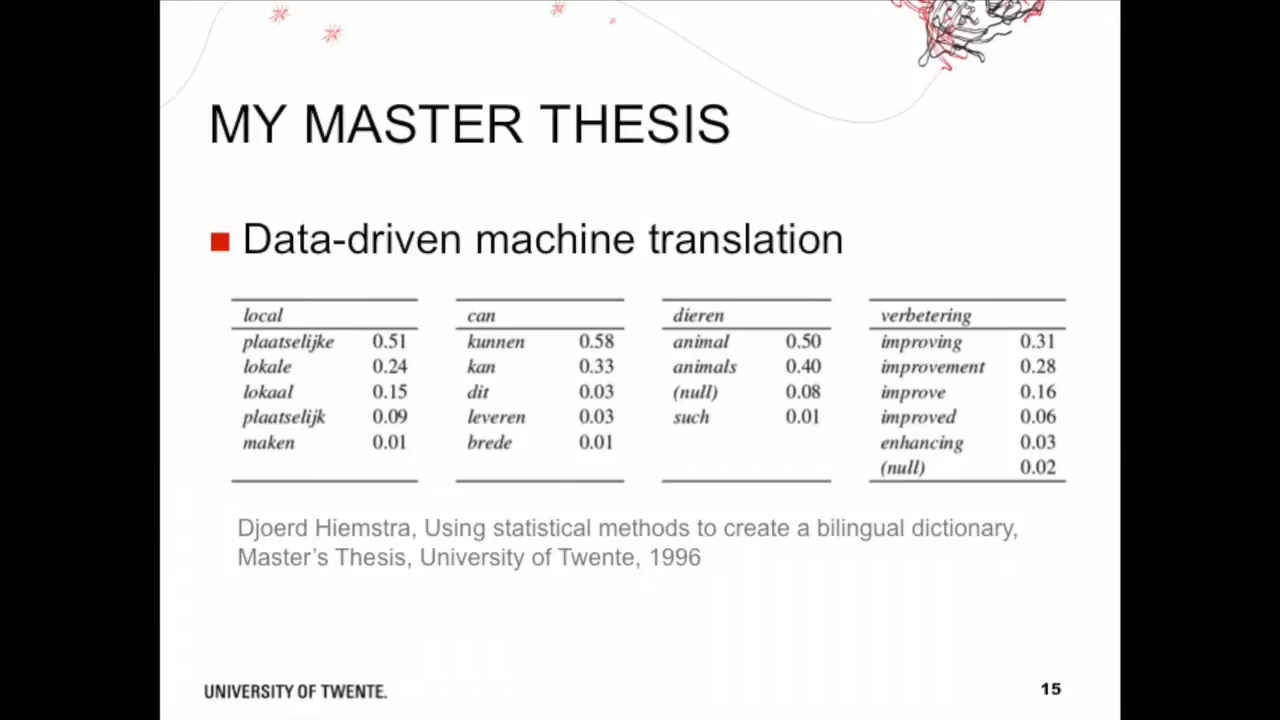 MY MASTER THESIS
Data-driven machine translation
local
plaatselijke 0.51
lokale 0.24
lokaal 0.15
plaatselijk 0.09
maken 0.01
can
kunnen 0.58
kan 0.33
dit 0.03
leveren 0.03
brede 0.01
dieren
animal 0.50
animals 0.40
(null) 0.08
such 0.01
verbetering
improving 0.31
improvement 0.28
improve 0.16
improved 0.06
enhancing 0.03
(null) 0.02
Djoerd Hiemstra, Using statistical methods to create a bilingual dictionary,
Master's Thesis, University of Twente, 1996
UNIVERSITY OF TWENTE.
15